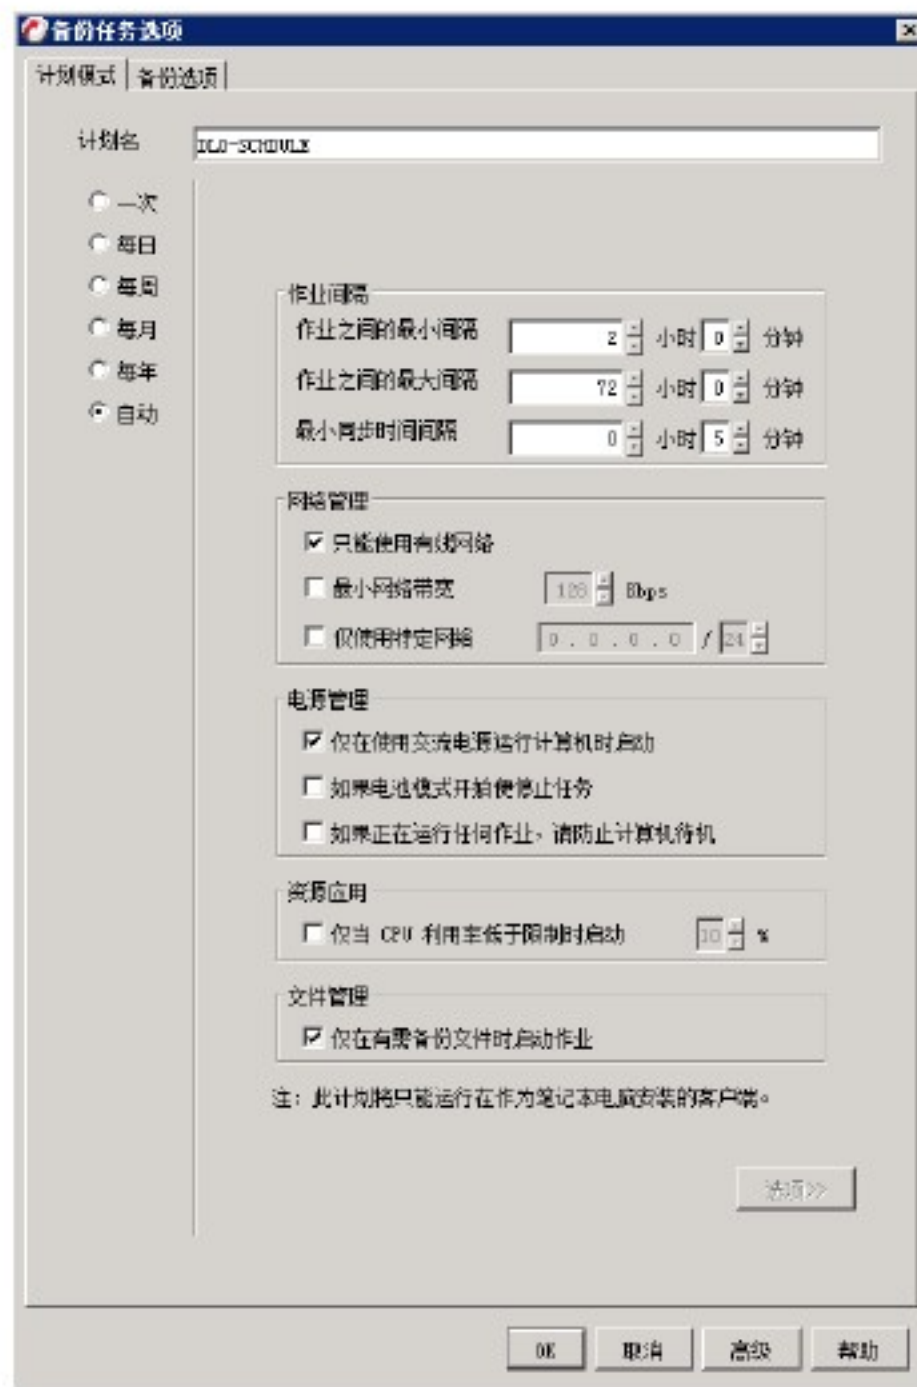 备份任务选项
计划模式 备份选项
计划名 DLO-SCHDULE
一次
每日
每周
每月
每年
自动
作业间隔
作业之间的最小间隔 2 小时 0 分钟
作业之间的最大间隔 72 小时 0 分钟
最小同步时间间隔 0 小时 5 分钟
网络管理
只能使用有线网络
最小网络带宽 128 Kbps
仅使用特定网络 0 . 0 . 0 . 0 / 24
电源管理
仅在使用交流电源运行计算机时启动
如果电池模式开始便停止任务
如果正在运行任何作业，请防止计算机待机
资源应用
仅当 CPU 利用率低于限制时启动 10 %
文件管理
仅在有需备份文件时启动作业
注：此计划将只能运行在作为笔记本电脑安装的客户端。
选项>>
OK 取消 高级 帮助